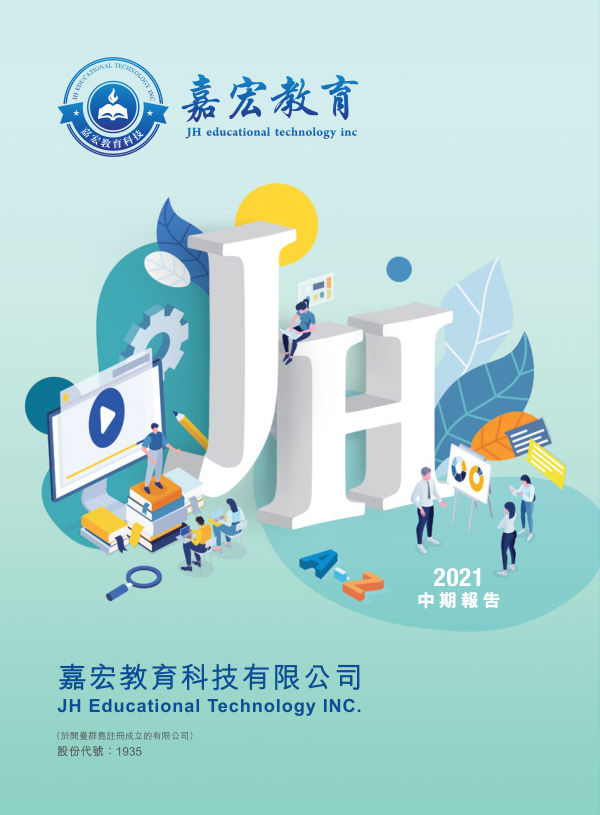 JH EDUCATIONAL TECHNOLOGY INC
嘉宏教育科技
嘉宏教育
JH educational technology inc
JH
A
Z
2021
中期報告
嘉宏教育科技有限公司
JH Educational Technology INC.
（於開曼群島註冊成立的有限公司）
股份代號：1935